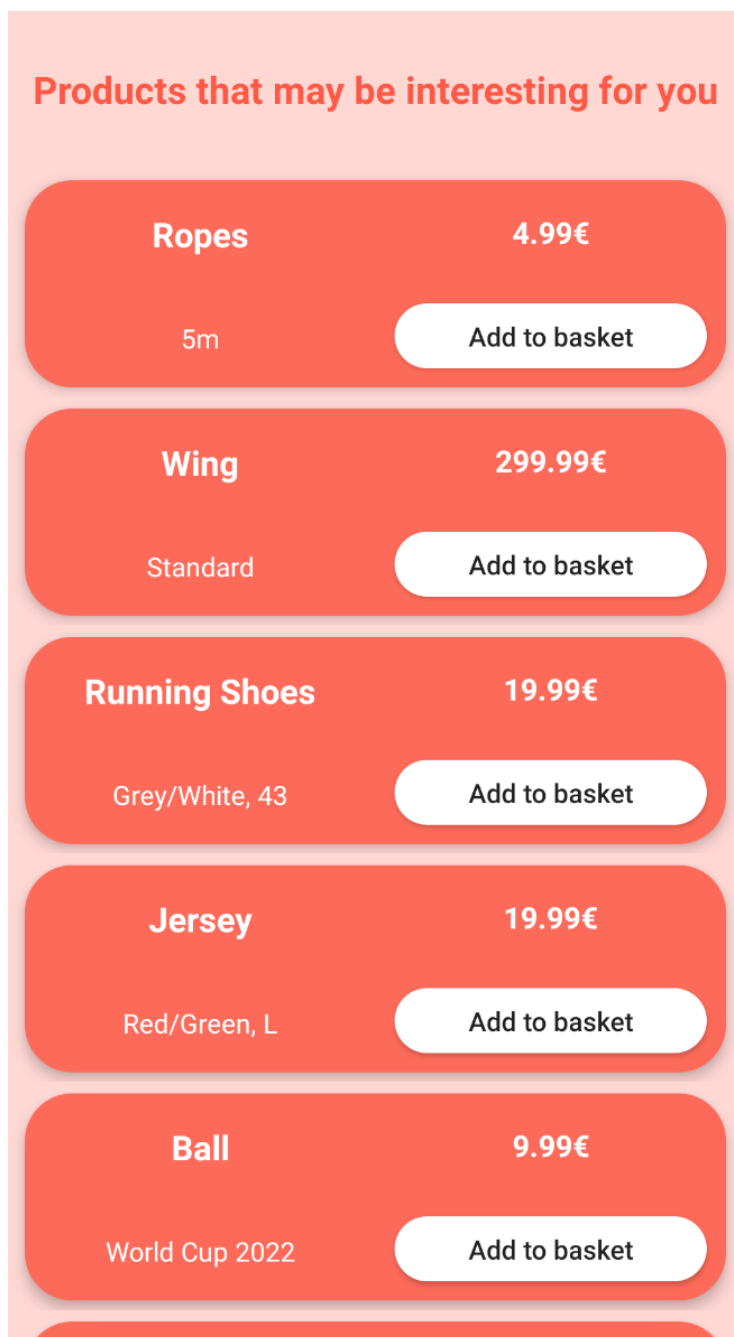 Products that may be interesting for you
Ropes
4.99€
5m
Add to basket
Wing
299.99€
Standard
Add to basket
Running Shoes
19.99€
Grey/White, 43
Add to basket
Jersey
19.99€
Red/Green, L
Add to basket
Ball
9.99€
World Cup 2022
Add to basket